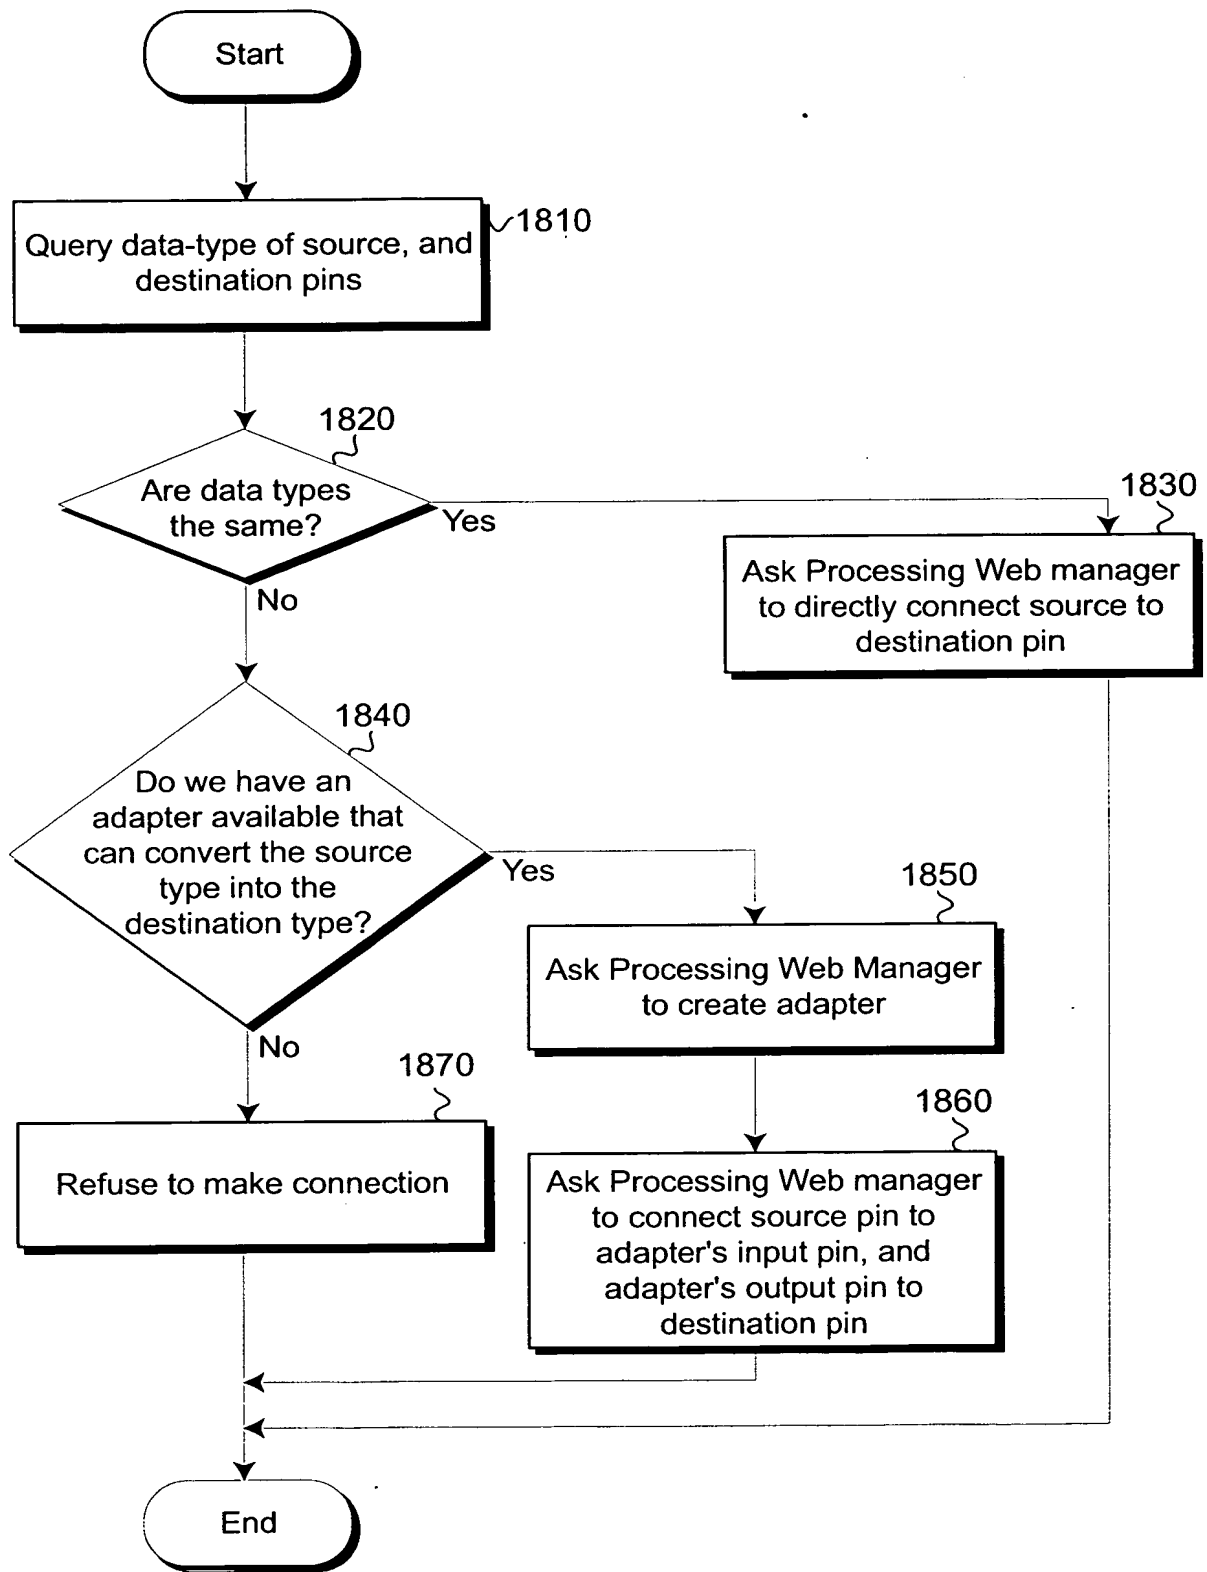 Start
1810
Query data-type of source, and
destination pins
1820
Are data types
the same?
Yes
No
1830
Ask Processing Web manager
to directly connect source to
destination pin
1840
Do we have an
adapter available that
can convert the source
type into the
destination type?
Yes
No
1850
Ask Processing Web Manager
to create adapter
1860
Ask Processing Web manager
to connect source pin to
adapter's input pin, and
adapter's output pin to
destination pin
1870
Refuse to make connection
End